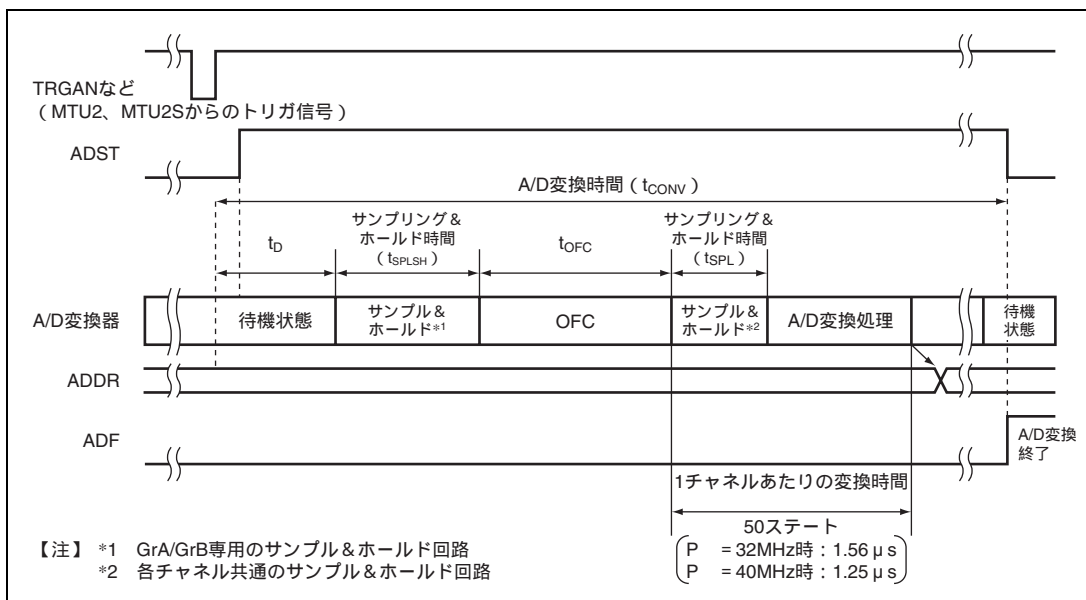 TRGANなど
（MTU2、MTU2Sからのトリガ信号）
ADST
A/D変換時間（tCONV）
サンプリング＆
ホールド時間
（tSPLSH）
サンプリング＆
ホールド時間
（tSPL）
tD
tOFC
A/D変換器
待機状態
サンプル＆
ホールド*1
OFC
サンプル＆
ホールド*2
A/D変換処理
待機
状態
ADDR
ADF
A/D変換
終了
1チャネルあたりの変換時間
50ステート
P = 32MHz時：1.56μs
P = 40MHz時：1.25μs
【注】 *1 GrA/GrB専用のサンプル＆ホールド回路
*2 各チャネル共通のサンプル＆ホールド回路